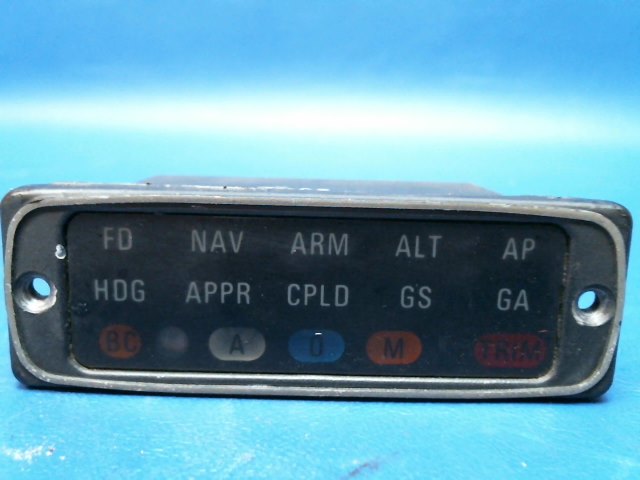 FD NAV ARM ALT AP
HDG APPR CPLD GS GA
BC A O M TRIM